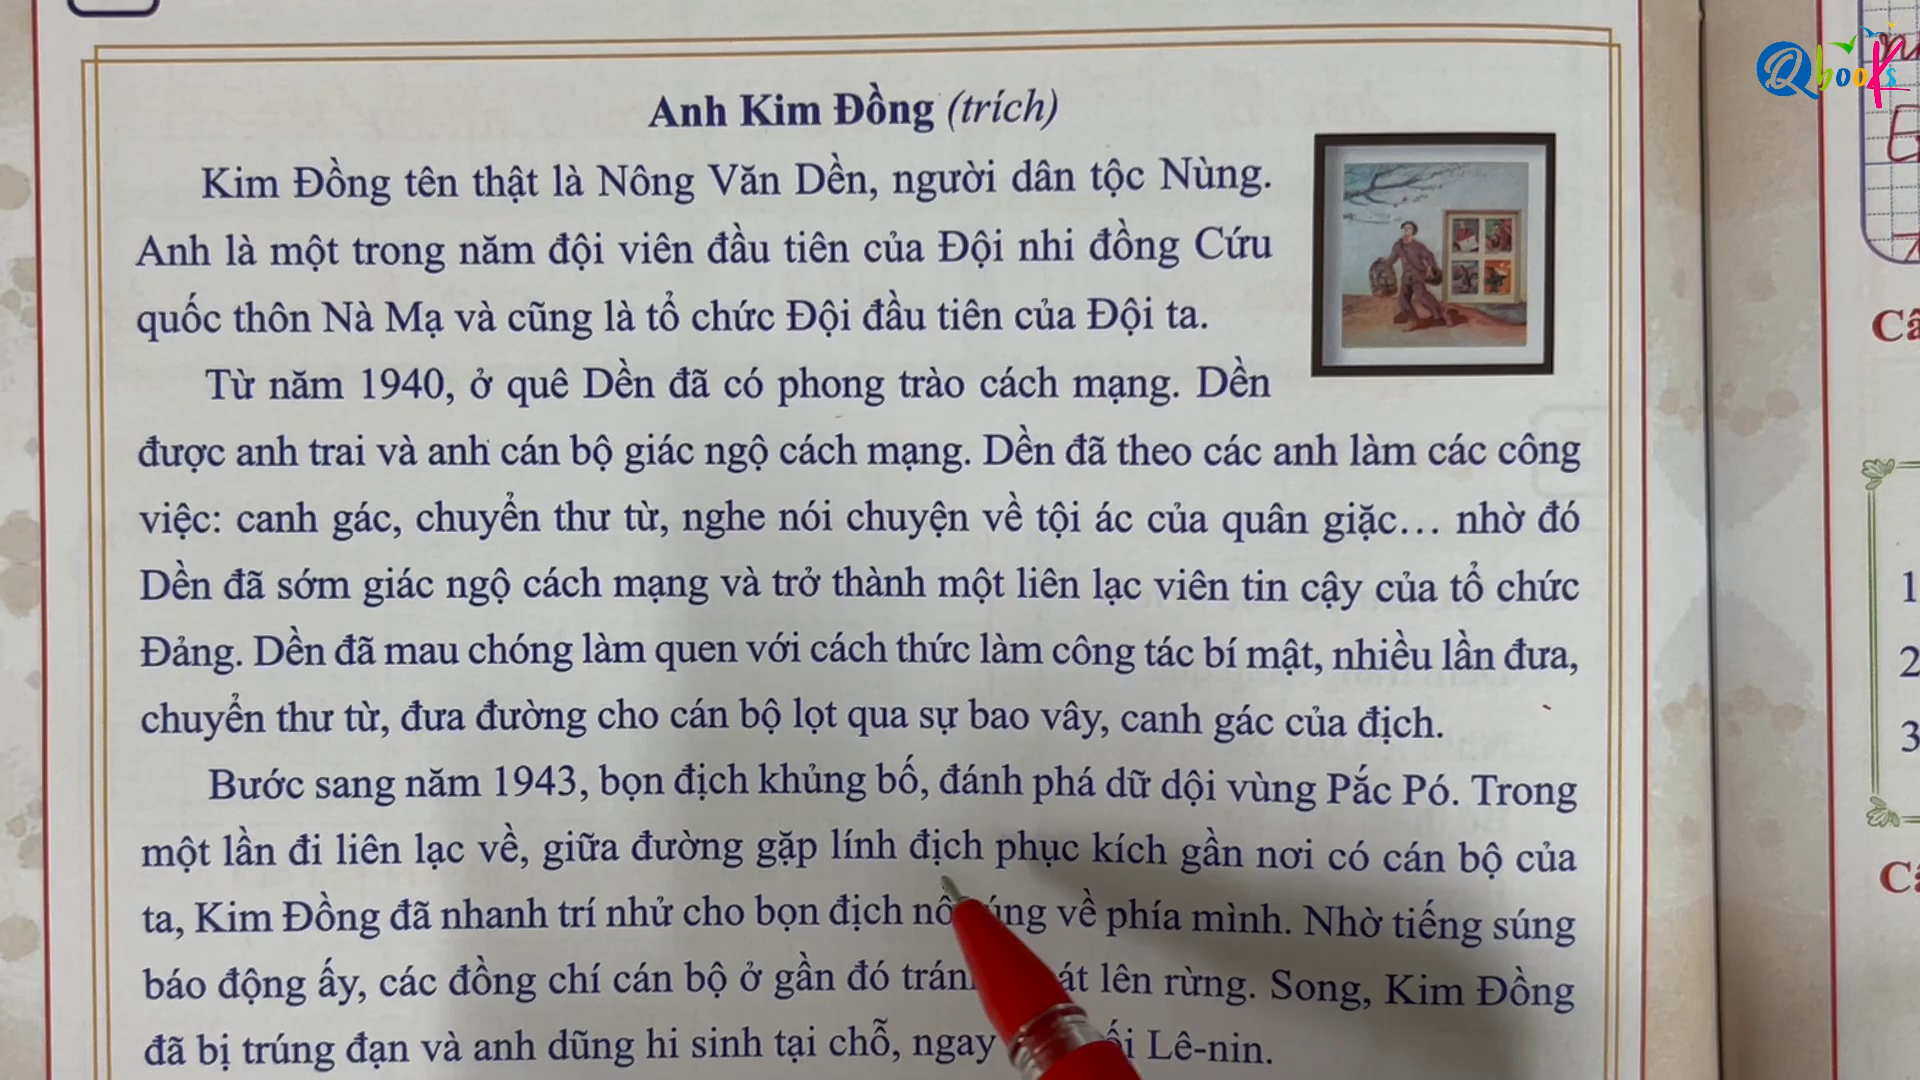 Qbooks
Anh Kim Đồng (trích)
Kim Đồng tên thật là Nông Văn Dền, người dân tộc Nùng.
Anh là một trong năm đội viên đầu tiên của Đội nhi đồng Cứu
quốc thôn Nà Mạ và cũng là tổ chức Đội đầu tiên của Đội ta.
Từ năm 1940, ở quê Dền đã có phong trào cách mạng. Dền
được anh trai và anh cán bộ giác ngộ cách mạng. Dền đã theo các anh làm các công
việc: canh gác, chuyển thư từ, nghe nói chuyện về tội ác của quân giặc… nhờ đó
Dền đã sớm giác ngộ cách mạng và trở thành một liên lạc viên tin cậy của tổ chức
Đảng. Dền đã mau chóng làm quen với cách thức làm công tác bí mật, nhiều lần đưa,
chuyển thư từ, đưa đường cho cán bộ lọt qua sự bao vây, canh gác của địch.
Bước sang năm 1943, bọn địch khủng bố, đánh phá dữ dội vùng Pắc Pó. Trong
một lần đi liên lạc về, giữa đường gặp lính địch phục kích gần nơi có cán bộ của
ta, Kim Đồng đã nhanh trí nhử cho bọn địch về phía mình. Nhờ tiếng súng
báo động ấy, các đồng chí cán bộ ở gần đó lên rừng. Song, Kim Đồng
đã bị trúng đạn và anh dũng hi sinh tại chỗ, ngay Lê-nin.
1
2
3